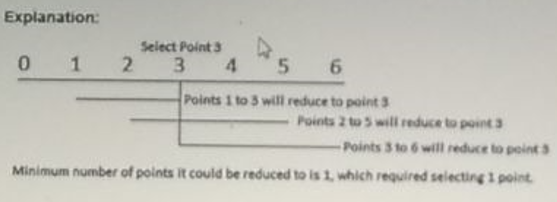 Explanation:
Select Point 3
0 1 2 3 4 5 6
Points 1 to 3 will reduce to point 3
Points 2 to 5 will reduce to point 3
Points 3 to 6 will reduce to point 3
Minimum number of points it could be reduced to is 1, which required selecting 1 point.